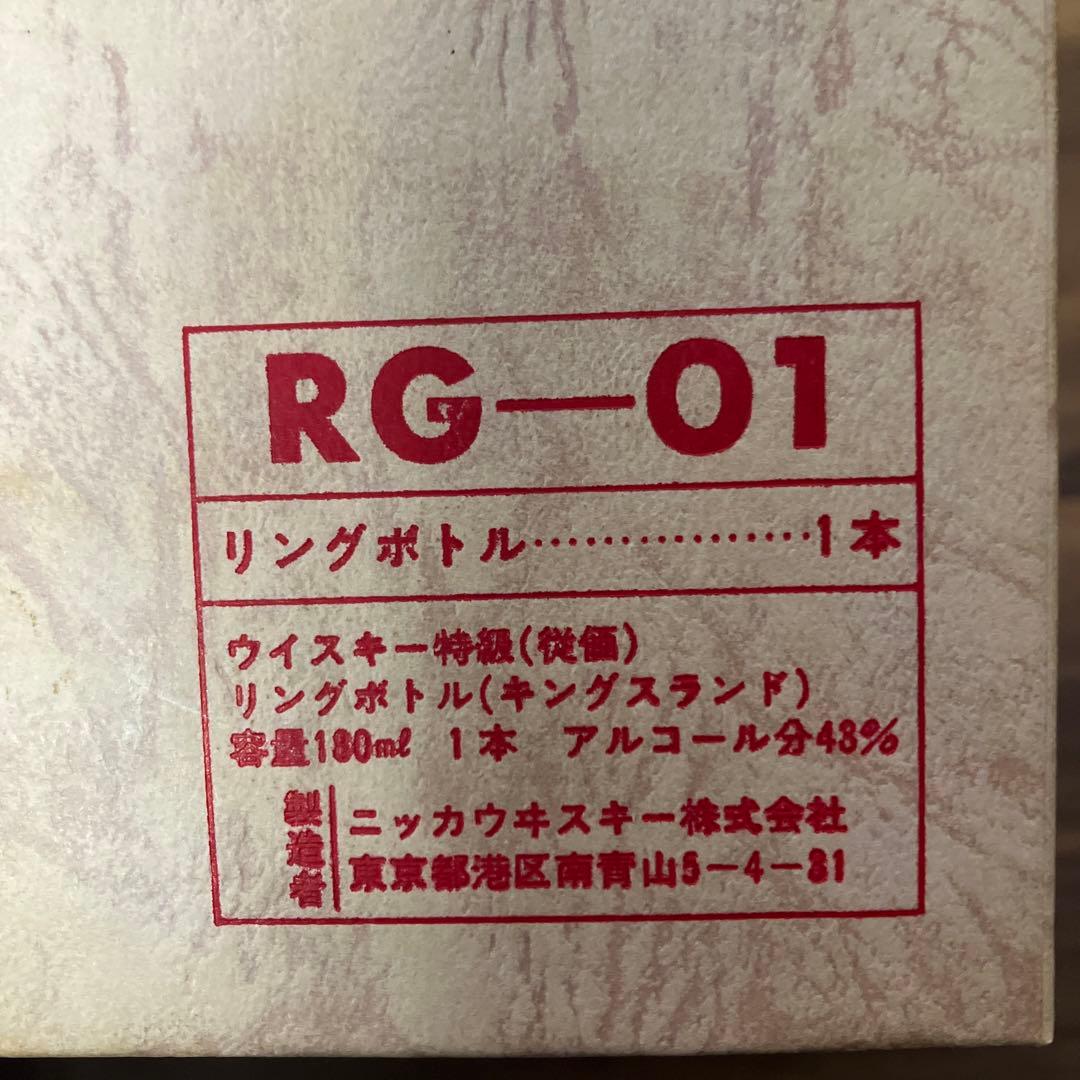 RG—01
リングボトル………………1本
ウイスキー特級(従価)
リングボトル(キングスランド)
容量180㎖ 1本 アルコール分43%
製造者
ニッカウヰスキー株式会社
東京都港区南青山5－4－31